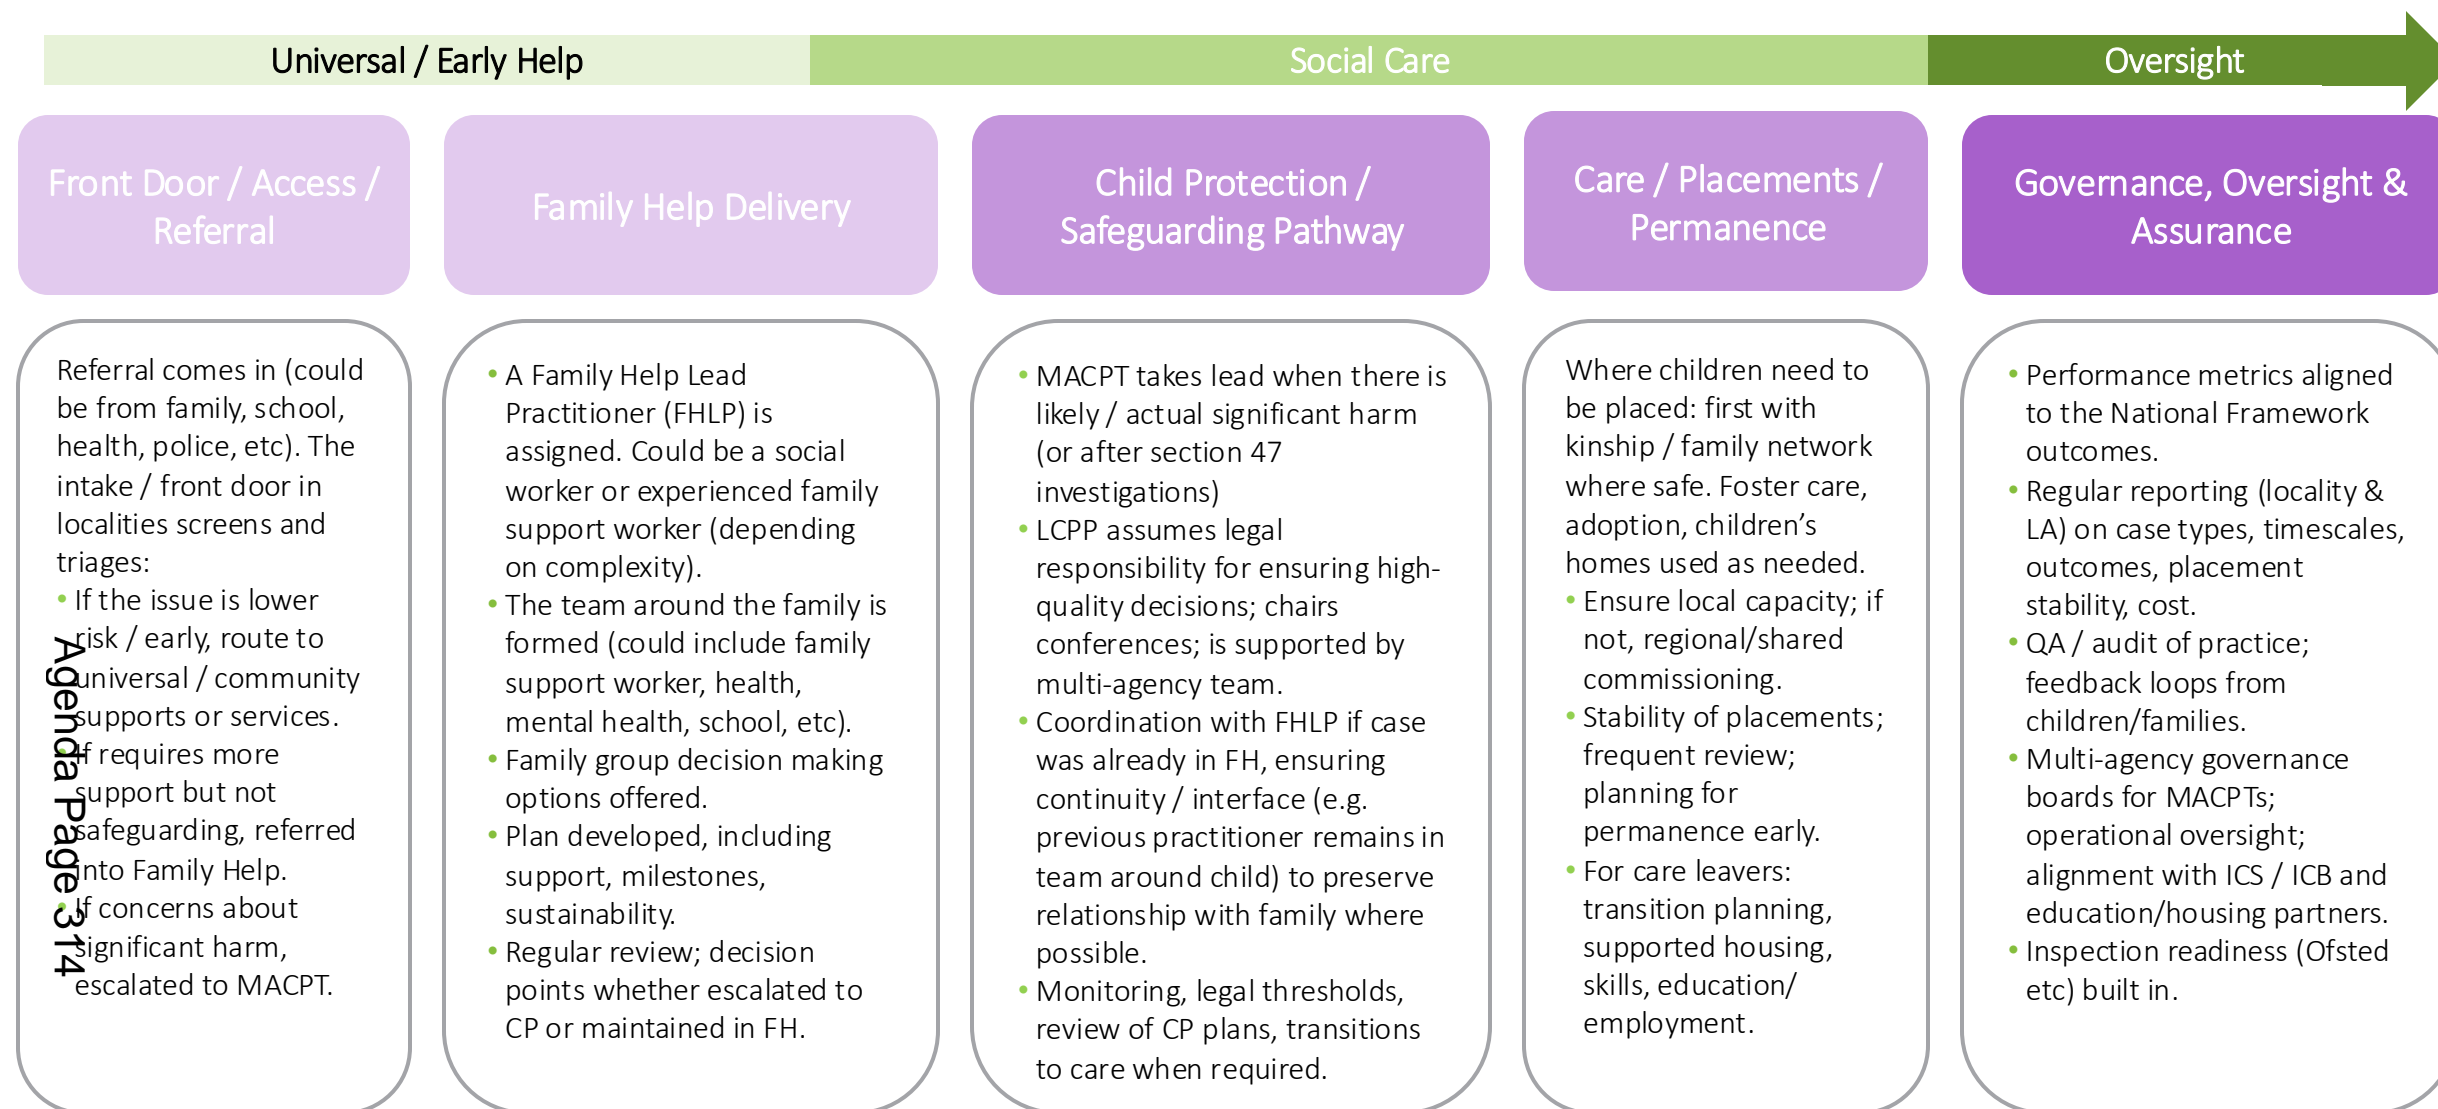 Universal / Early Help
Social Care
Oversight
Front Door / Access /
Referral
Family Help Delivery
Child Protection /
Safeguarding Pathway
Care / Placements /
Permanence
Governance, Oversight &
Assurance
Referral comes in (could
be from family, school,
health, police, etc). The
intake / front door in
localities screens and
triages:
• If the issue is lower
risk / early, route to
universal / community
supports or services.
• If requires more
support but not
safeguarding, referred
into Family Help.
• If concerns about
significant harm,
escalated to MACPT.
• A Family Help Lead
Practitioner (FHLP) is
assigned. Could be a social
worker or experienced family
support worker (depending
on complexity).
• The team around the family is
formed (could include family
support worker, health,
mental health, school, etc).
• Family group decision making
options offered.
• Plan developed, including
support, milestones,
sustainability.
• Regular review; decision
points whether escalated to
CP or maintained in FH.
• MACPT takes lead when there is
likely / actual significant harm
(or after section 47
investigations)
• LCPP assumes legal
responsibility for ensuring high-
quality decisions; chairs
conferences; is supported by
multi-agency team.
• Coordination with FHLP if case
was already in FH, ensuring
continuity / interface (e.g.
previous practitioner remains in
team around child) to preserve
relationship with family where
possible.
• Monitoring, legal thresholds,
review of CP plans, transitions
to care when required.
Where children need to
be placed: first with
kinship / family network
where safe. Foster care,
adoption, children's
homes used as needed.
• Ensure local capacity; if
not, regional/shared
commissioning.
• Stability of placements;
frequent review;
planning for
permanence early.
• For care leavers:
transition planning,
supported housing,
skills, education/
employment.
• Performance metrics aligned
to the National Framework
outcomes.
• Regular reporting (locality &
LA) on case types, timescales,
outcomes, placement
stability, cost.
• QA / audit of practice;
feedback loops from
children/families.
• Multi-agency governance
boards for MACPTs;
operational oversight;
alignment with ICS / ICB and
education/housing partners.
• Inspection readiness (Ofsted
etc) built in.
Agenda Page 314